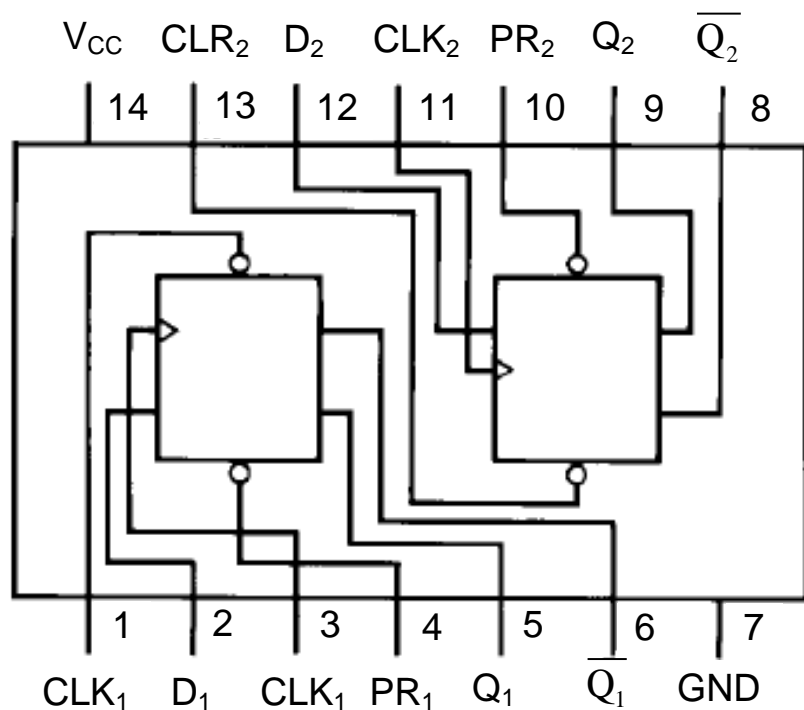 V_CC CLR₂ D₂ CLK₂ PR₂ Q₂ Q̅₂
14 13 12 11 10 9 8
1 2 3 4 5 6 7
CLK₁ D₁ CLK₁ PR₁ Q₁ Q̅₁ GND